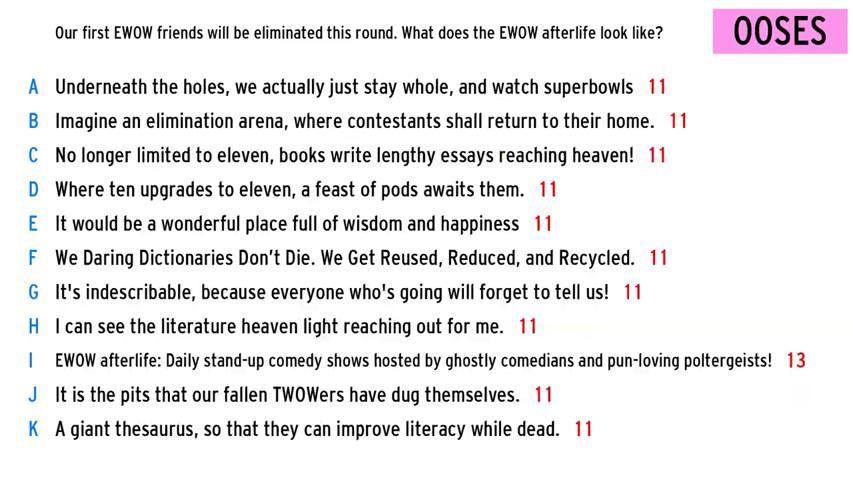 Our first EWOW friends will be eliminated this round. What does the EWOW afterlife look like?
OOSES
A Underneath the holes, we actually just stay whole, and watch superbowls 11
B Imagine an elimination arena, where contestants shall return to their home. 11
C No longer limited to eleven, books write lengthy essays reaching heaven! 11
D Where ten upgrades to eleven, a feast of pods awaits them. 11
E It would be a wonderful place full of wisdom and happiness 11
F We Daring Dictionaries Don't Die. We Get Reused, Reduced, and Recycled. 11
G It's indescribable, because everyone who's going will forget to tell us! 11
H I can see the literature heaven light reaching out for me. 11
I EWOW afterlife: Daily stand-up comedy shows hosted by ghostly comedians and pun-loving poltergeists! 13
J It is the pits that our fallen TWOWers have dug themselves. 11
K A giant thesaurus, so that they can improve literacy while dead. 11